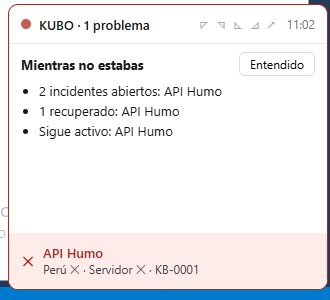 KUBO · 1 problema
11:02
Mientras no estabas
Entendido
• 2 incidentes abiertos: API Humo
• 1 recuperado: API Humo
• Sigue activo: API Humo
API Humo
Perú ✕ · Servidor ✕ · KB-0001